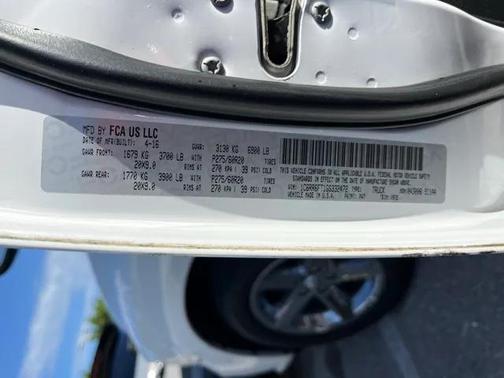 MFD BY FCA US LLC
DATE OF MFR(BUILT): 4-16 GVWR: 3130 KG 6900 LB
GAWR FRONT: 1679 KG 3700 LB P275/60R20 TIRES
20X9.0 RIMS AT 270 KPA/ 39 PSI COLD
GAWR REAR: 1770 KG 3900 LB P275/60R20 TIRES
20X9.0 RIMS AT 270 KPA/ 39 PSI COLD
THIS VEHICLE CONFORMS TO ALL APPLICABLE U.S.A. FEDERAL MOTOR VEHICLE SAFETY
STANDARDS IN EFFECT ON THE DATE OF MANUFACTURE SHOWN ABOVE
VIN: TYPE: TRUCK
VEHICLE MADE IN U.S.A. PAINT: TRIM: